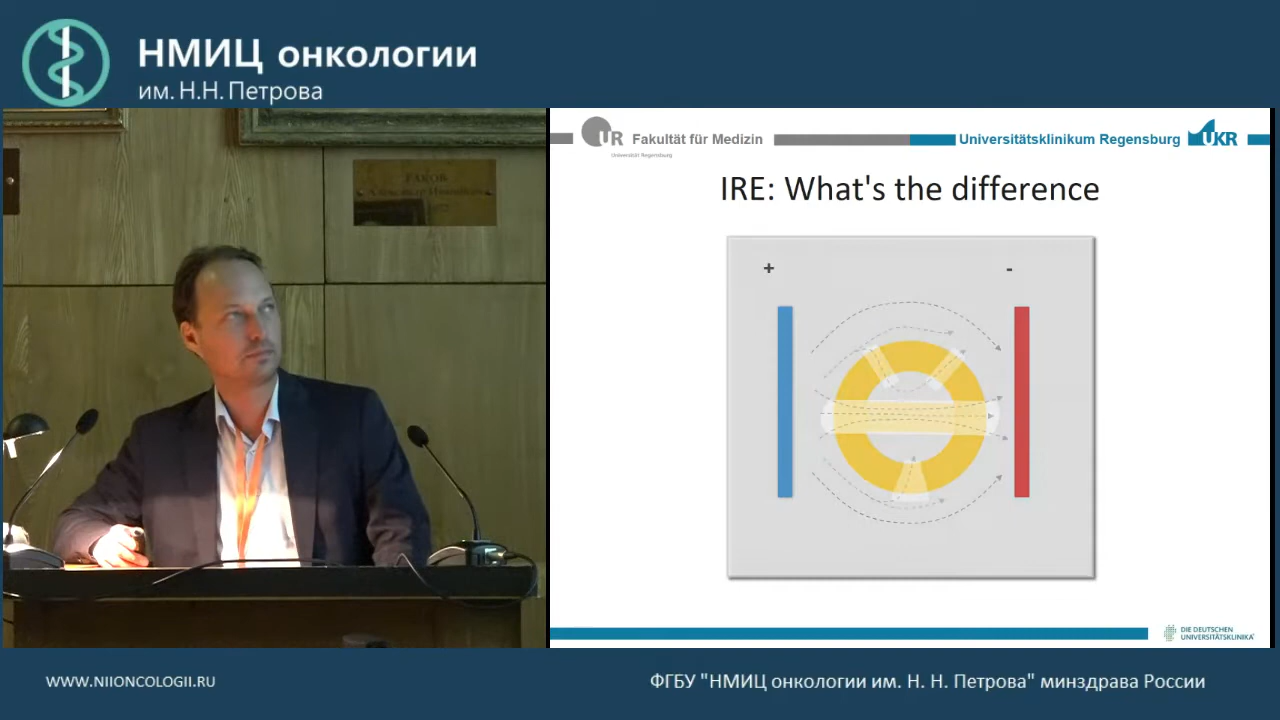 НМИЦ онкологии
им. Н.Н. Петрова
UR Fakultät für Medizin
Universität Regensburg
Universitätsklinikum Regensburg UKR
IRE: What's the difference
+ -
DIE DEUTSCHEN
UNIVERSITÄTSKLINIKA
WWW.NIIONCOLOGII.RU
ФГБУ "НМИЦ онкологии им. Н. Н. Петрова" минздрава России